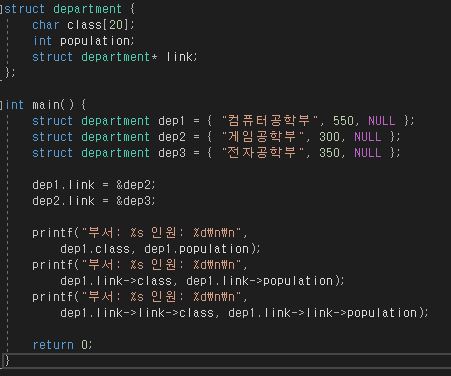 struct department {
char class[20];
int population;
struct department* link;
};
int main() {
struct department dep1 = { "컴퓨터공학부", 550, NULL };
struct department dep2 = { "게임공학부", 300, NULL };
struct department dep3 = { "전자공학부", 350, NULL };
dep1.link = &dep2;
dep2.link = &dep3;
printf("부서: %s 인원: %d₩n₩n",
dep1.class, dep1.population);
printf("부서: %s 인원: %d₩n₩n",
dep1.link->class, dep1.link->population);
printf("부서: %s 인원: %d₩n₩n",
dep1.link->link->class, dep1.link->link->population);
return 0;
}